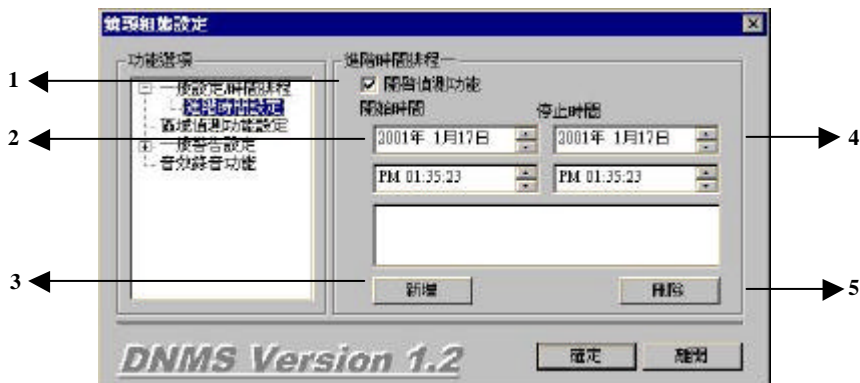 鏡頭組態設定
功能選項
一般設定/時間排程
進階時間設定
區域偵測功能設定
一般警告設定
音效錄音功能
進階時間排程
開啟偵測功能
開始時間
停止時間
2001年 1月17日
2001年 1月17日
PM 01:35:23
PM 01:35:23
新增
刪除
DNMS Version 1.2
確定
離開
1
2
3
4
5